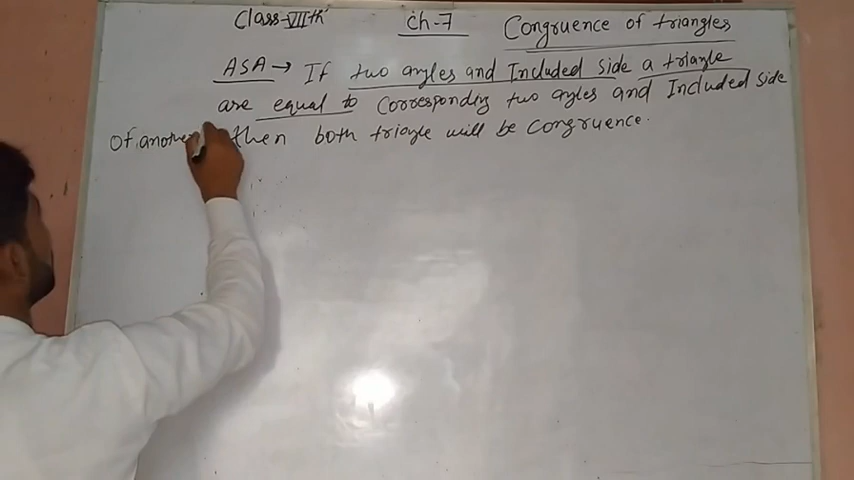 Class-VIIth Ch-7 Congruence of triangles
ASA → If two angles and Included side a triangle
are equal to Corresponding two angles and Included side
Of another then both triangle will be Congruence.